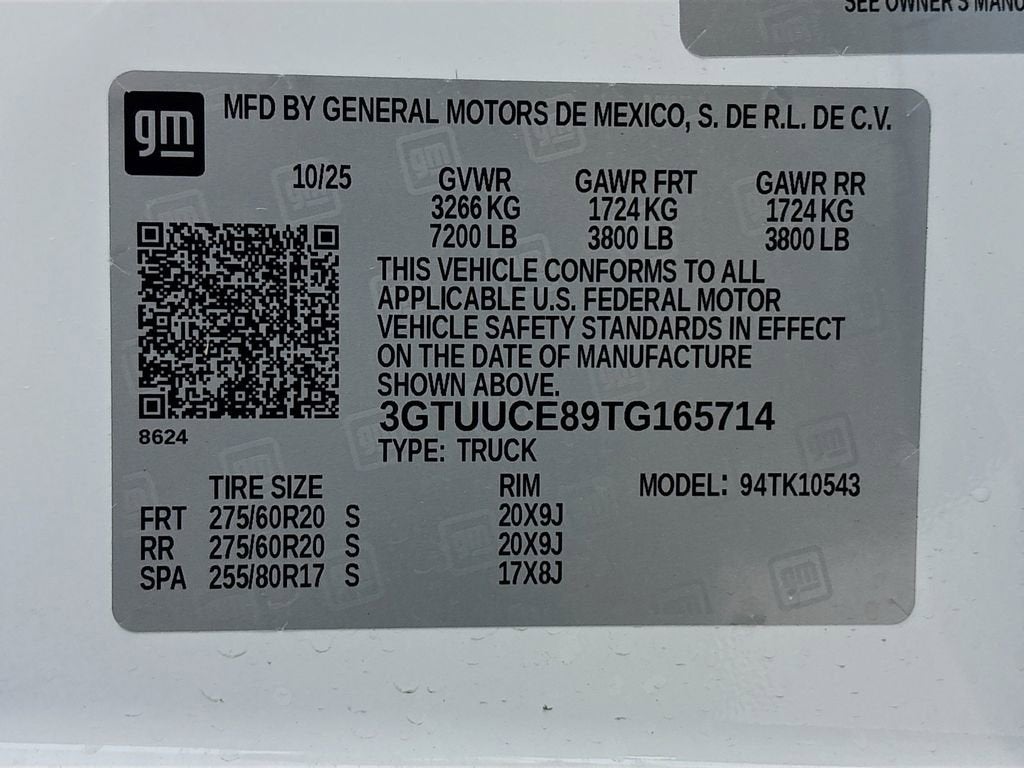 SEE OWNER'S MANU
gm
MFD BY GENERAL MOTORS DE MEXICO, S. DE R.L. DE C.V.
10/25 GVWR GAWR FRT GAWR RR
3266 KG 1724 KG 1724 KG
7200 LB 3800 LB 3800 LB
THIS VEHICLE CONFORMS TO ALL
APPLICABLE U.S. FEDERAL MOTOR
VEHICLE SAFETY STANDARDS IN EFFECT
ON THE DATE OF MANUFACTURE
SHOWN ABOVE.
3GTUUCE89TG165714
8624
TYPE: TRUCK
TIRE SIZE RIM MODEL: 94TK10543
FRT 275/60R20 S 20X9J
RR 275/60R20 S 20X9J
SPA 255/80R17 S 17X8J